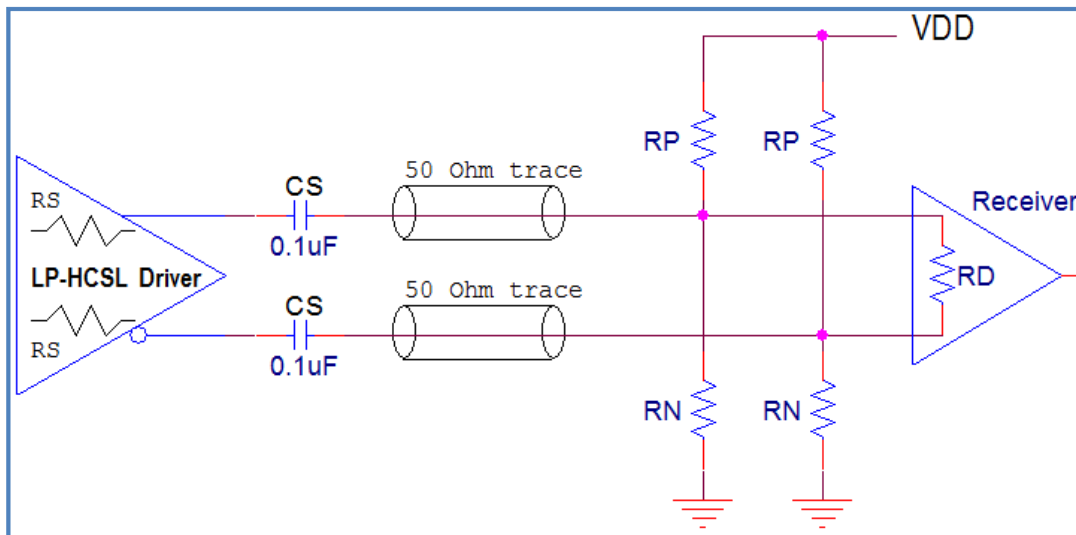 VDD
RP
RP
50 Ohm trace
CS
0.1uF
RS
LP-HCSL Driver
RS
Receiver
RD
50 Ohm trace
CS
0.1uF
RN
RN